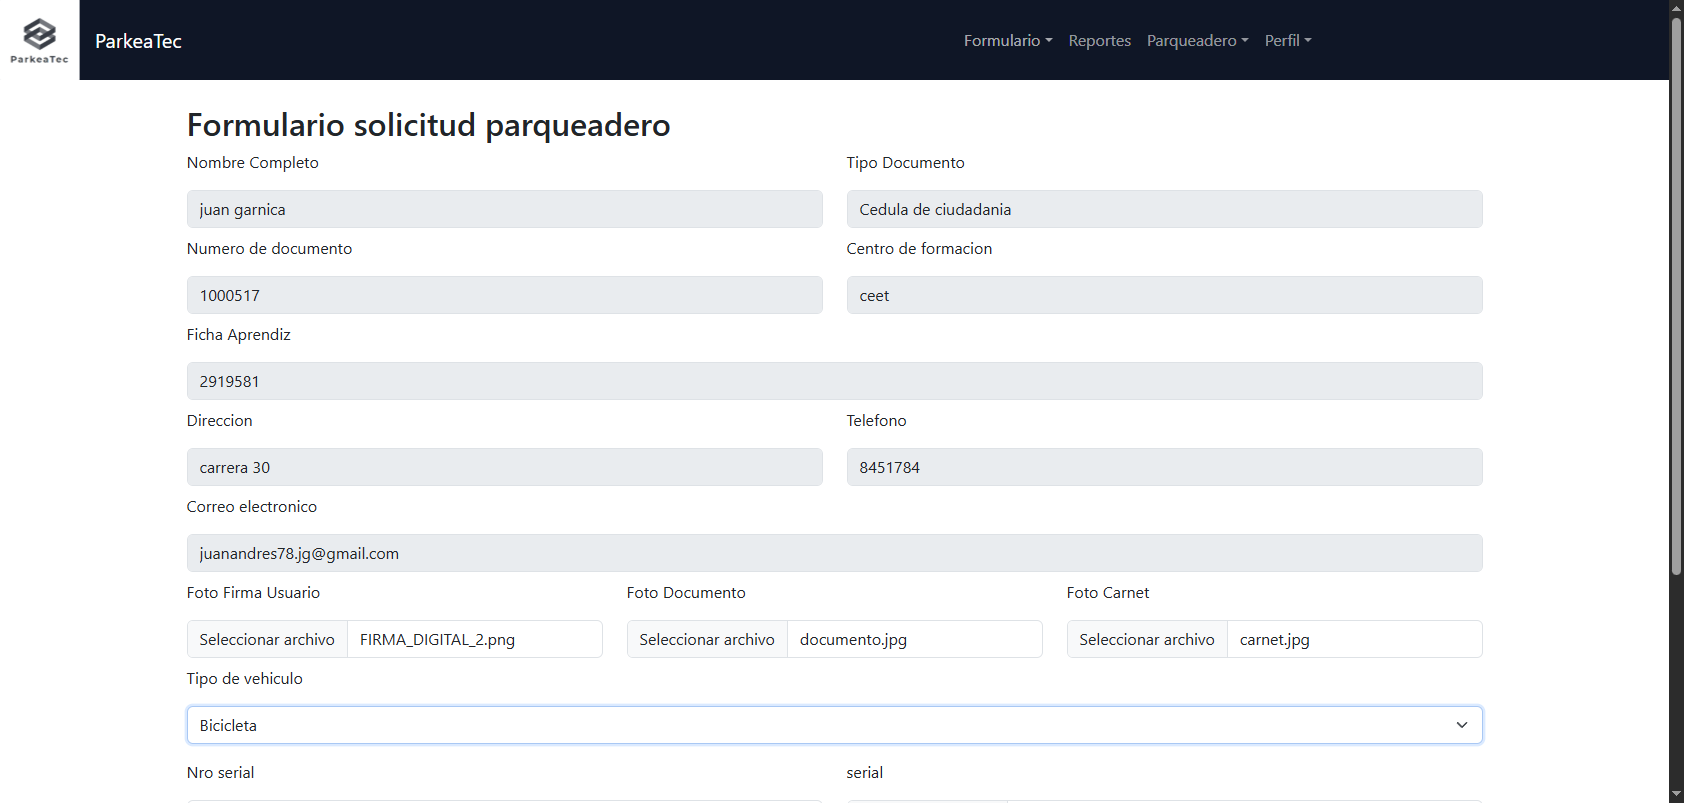 ParkeaTec
ParkeaTec
Formulario Reportes Parqueadero Perfil
Formulario solicitud parqueadero
Nombre Completo Tipo Documento
juan garnica Cedula de ciudadania
Numero de documento Centro de formacion
1000517 ceet
Ficha Aprendiz
2919581
Direccion Telefono
carrera 30 8451784
Correo electronico
juanandres78.jg@gmail.com
Foto Firma Usuario Foto Documento Foto Carnet
Seleccionar archivo FIRMA_DIGITAL_2.png Seleccionar archivo documento.jpg Seleccionar archivo carnet.jpg
Tipo de vehiculo
Bicicleta
Nro serial serial